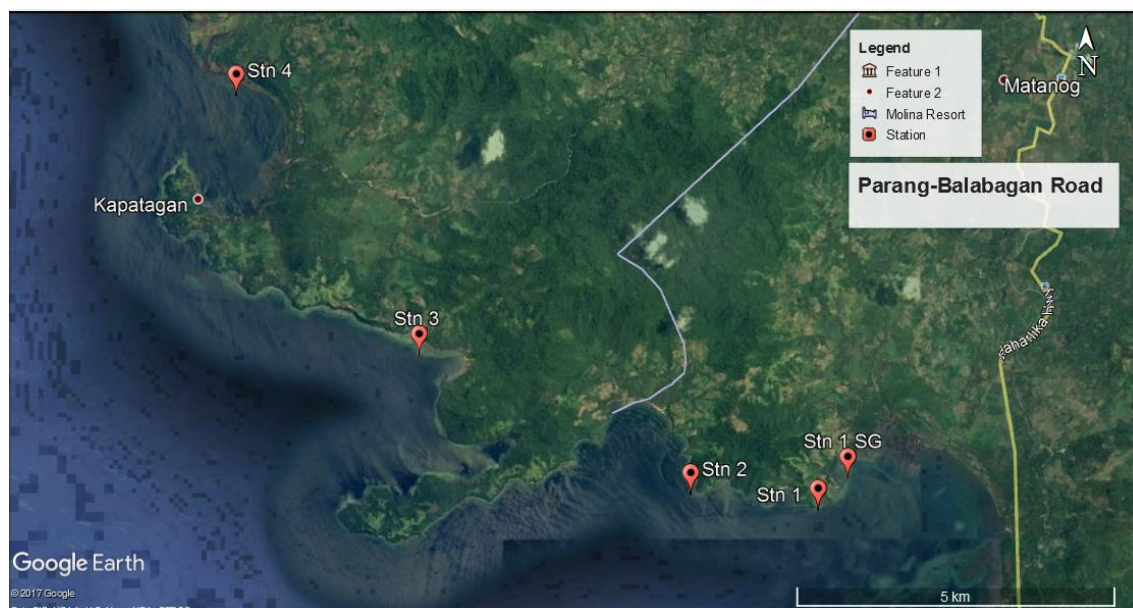 Stn 4
Legend
Feature 1
Feature 2
Molina Resort
Station
N
Matanog
Parang-Balabagan Road
Kapatagan
Stn 3
Stn 1 SG
Stn 2
Stn 1
Google Earth
© 2017 Google
5 km